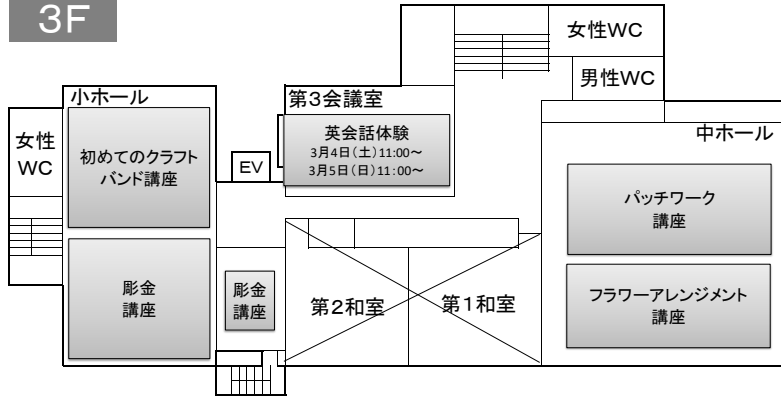 3F
女性WC
男性WC
小ホール
第3会議室
中ホール
女性
WC
初めてのクラフト
バンド講座
EV
英会話体験
3月4日(土)11:00～
3月5日(日)11:00～
パッチワーク
講座
彫金
講座
彫金
講座
第2和室
第1和室
フラワーアレンジメント
講座